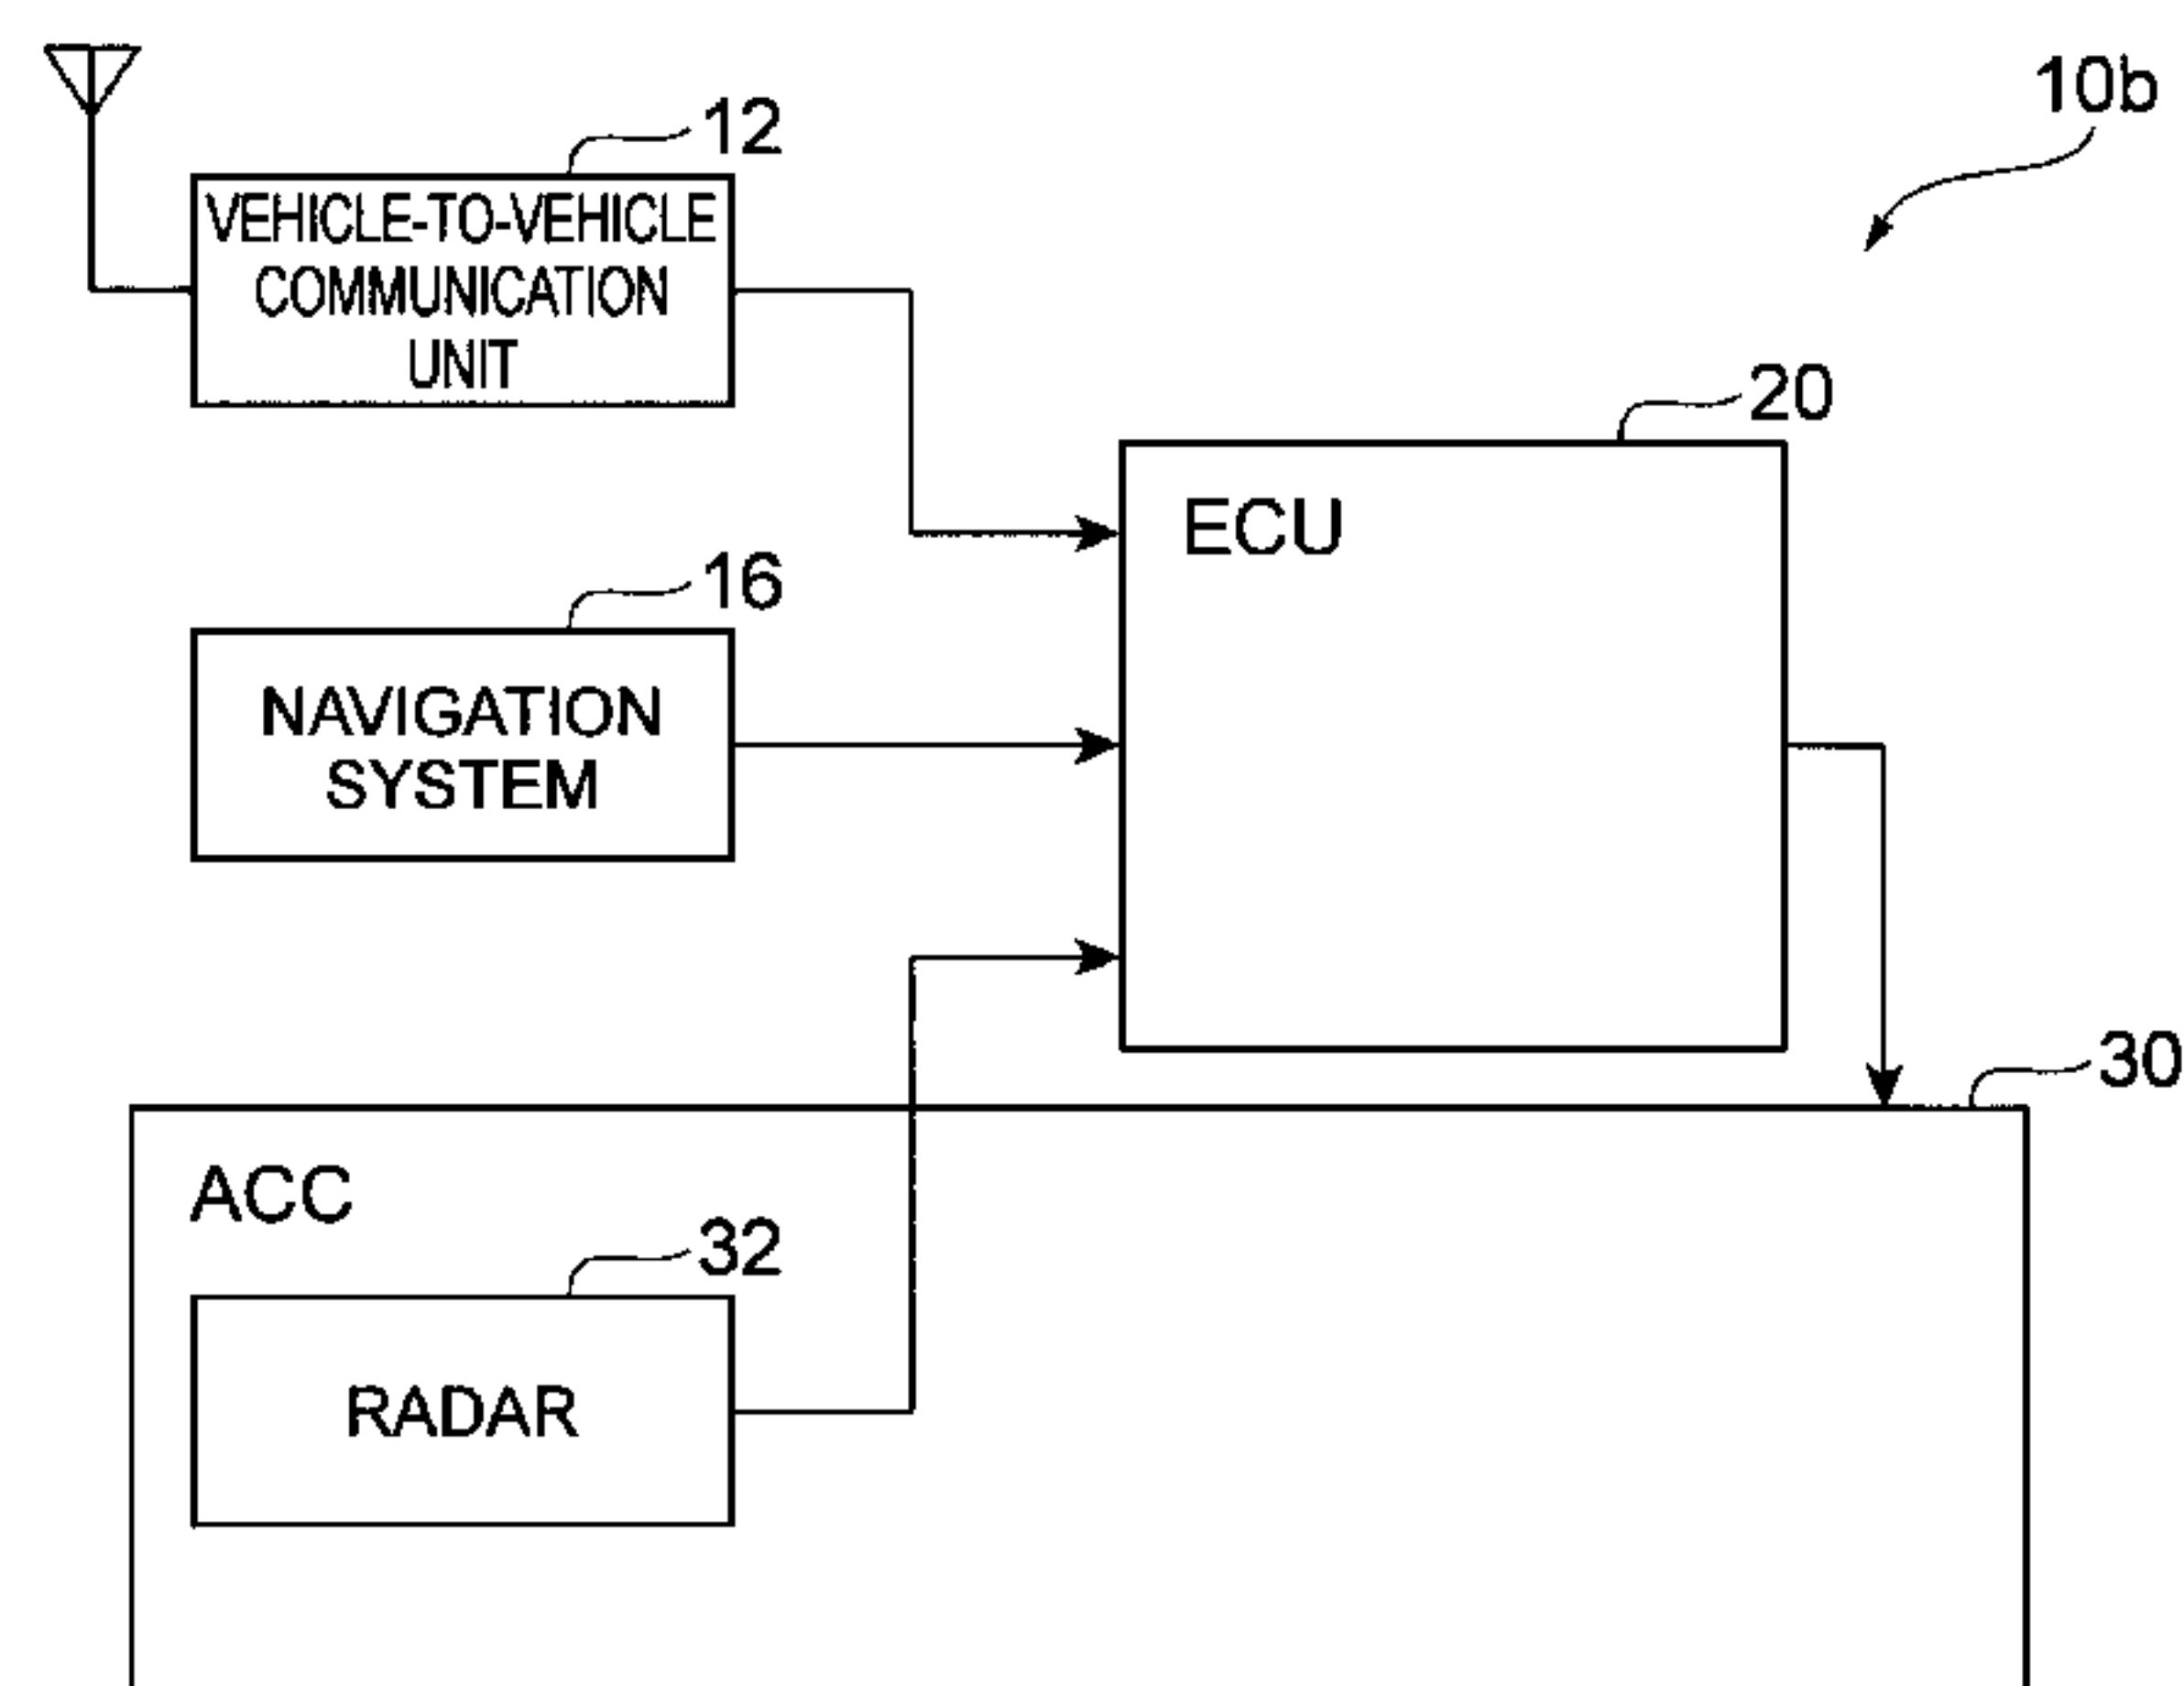 10b
12
VEHICLE-TO-VEHICLE
COMMUNICATION
UNIT
20
ECU
16
NAVIGATION
SYSTEM
30
ACC
32
RADAR